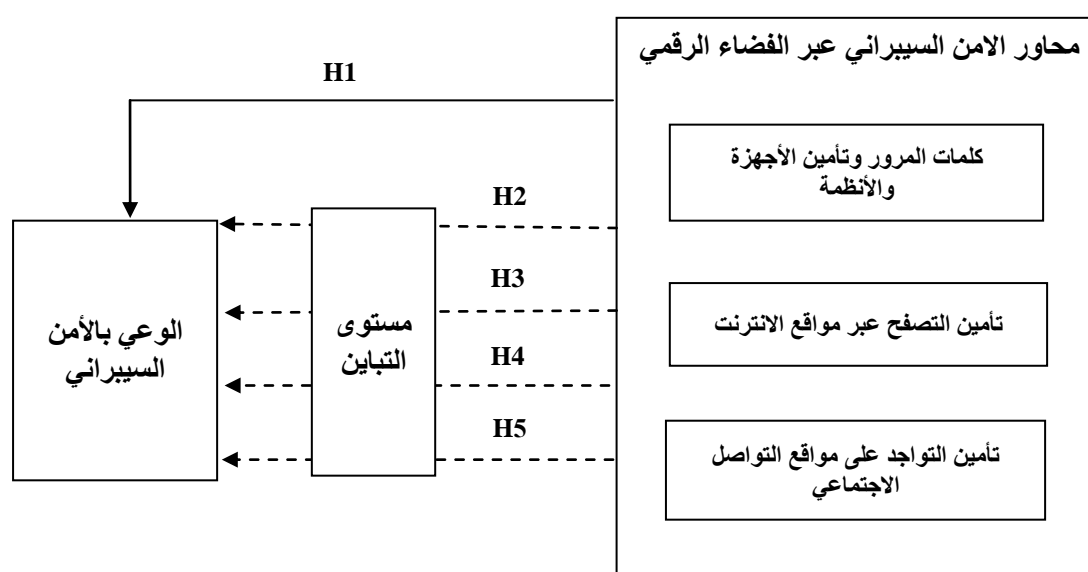 محاور الامن السيبراني عبر الفضاء الرقمي
H1
كلمات المرور وتأمين الأجهزة
والأنظمة
H2
H3
تأمين التصفح عبر مواقع الانترنت
مستوى
التباين
الوعي بالأمن
السيبراني
H4
H5
تأمين التواجد على مواقع التواصل
الاجتماعي